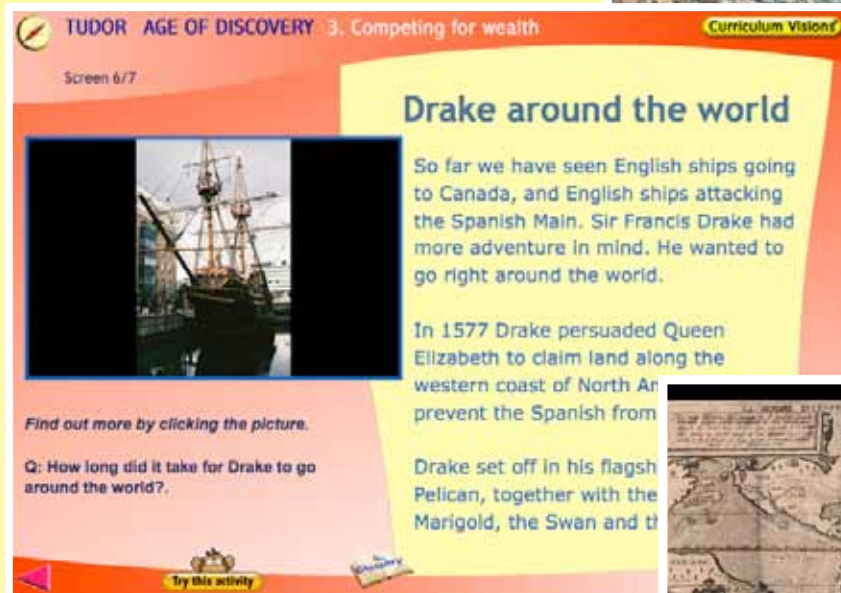 TUDOR AGE OF DISCOVERY 3. Competing for wealth
Curriculum Visions
Screen 6/7
Drake around the world
So far we have seen English ships going
to Canada, and English ships attacking
the Spanish Main. Sir Francis Drake had
more adventure in mind. He wanted to
go right around the world.
In 1577 Drake persuaded Queen
Elizabeth to claim land along the
western coast of North
prevent the Spanish from
Drake set off in his
Pelican, together with the
Marigold, the Swan and
Find out more by clicking the picture.
Q: How long did it take for Drake to go
around the world?.
Try this activity
Glossary